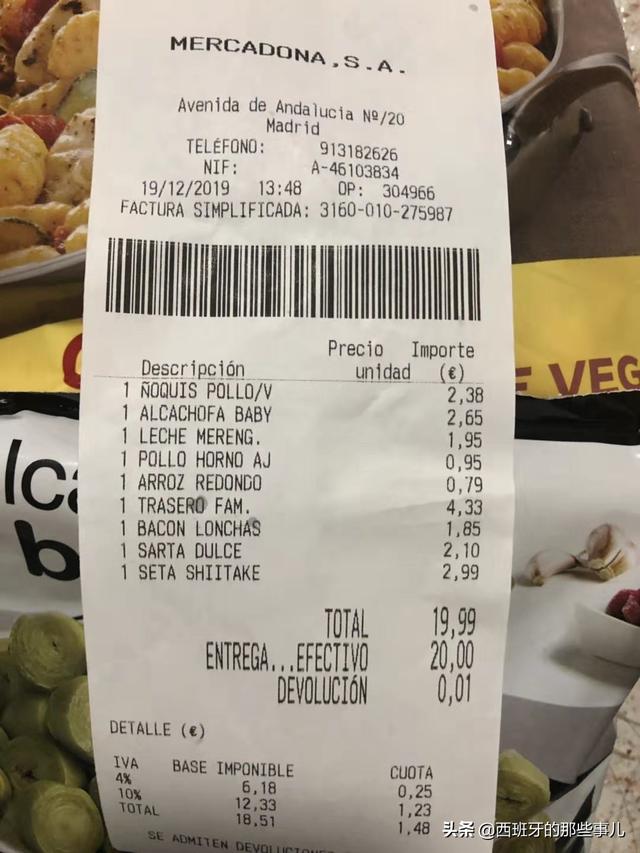 MERCADONA,S.A.
Avenida de Andalucia Nº/20
Madrid
TELÉFONO: 913182626
NIF: A-46103834
19/12/2019 13:48 OP: 304966
FACTURA SIMPLIFICADA: 3160-010-275987
Descripción Precio unidad Importe (€)
1 ÑOQUIS POLLO/V 2,38
1 ALCACHOFA BABY 2,65
1 LECHE MERENG. 1,95
1 POLLO HORNO AJ 0,95
1 ARROZ REDONDO 0,79
1 TRASERO FAM. 4,33
1 BACON LONCHAS 1,85
1 SARTA DULCE 2,10
1 SETA SHIITAKE 2,99
TOTAL 19,99
ENTREGA...EFECTIVO 20,00
DEVOLUCIÓN 0,01
DETALLE (€)
IVA BASE IMPONIBLE CUOTA
4% 6,18 0,25
10% 12,33 1,23
TOTAL 18,51 1,48
SE ADMITEN DEVOLUCIONE
VEG
lca
b
头条 @西班牙的那些事儿